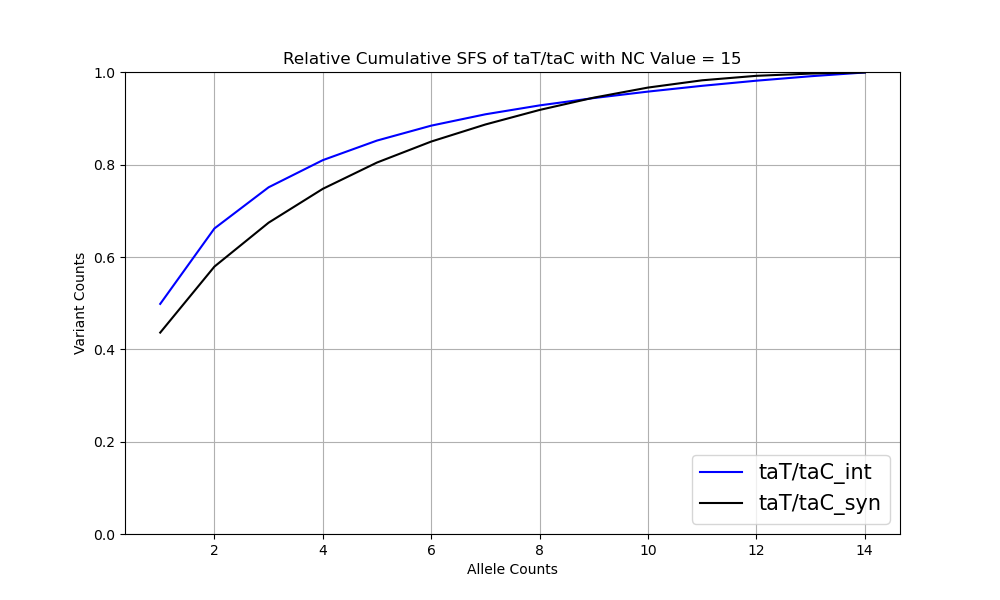 Relative Cumulative SFS of taT/taC with NC Value = 15
1.0
0.8
0.6
0.4
0.2
0.0
Variant Counts
2 4 6 8 10 12 14
Allele Counts
taT/taC_int
taT/taC_syn